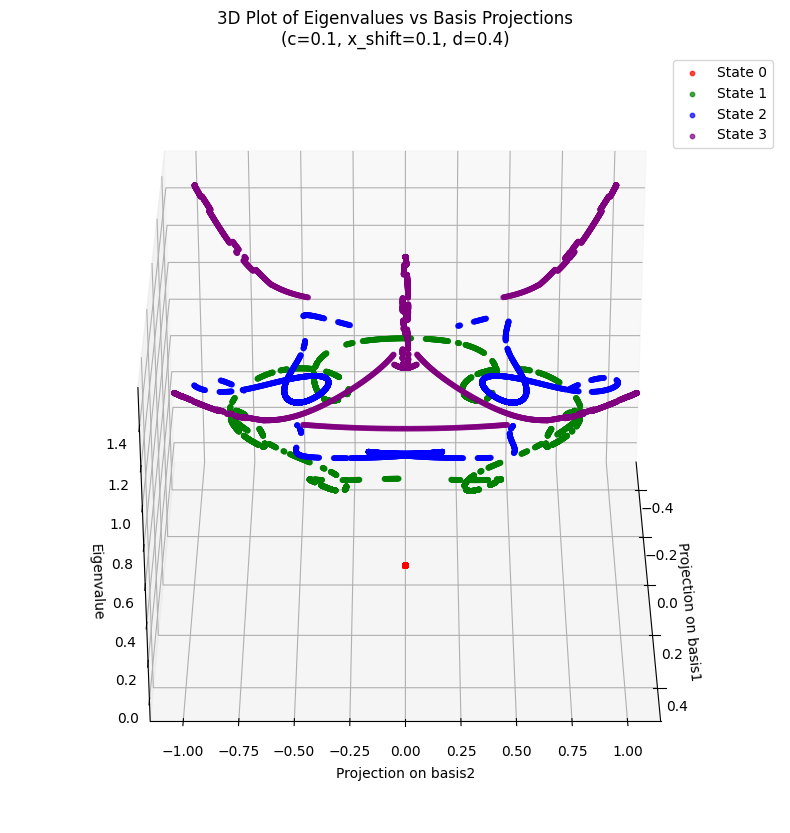 3D Plot of Eigenvalues vs Basis Projections
(c=0.1, x_shift=0.1, d=0.4)
State 0
State 1
State 2
State 3
1.4
1.2
1.0
0.8
0.6
0.4
0.2
0.0
Eigenvalue
−0.4
−0.2
0.0
0.2
0.4
Projection on basis1
−1.00
−0.75
−0.50
−0.25
0.00
0.25
0.50
0.75
1.00
Projection on basis2